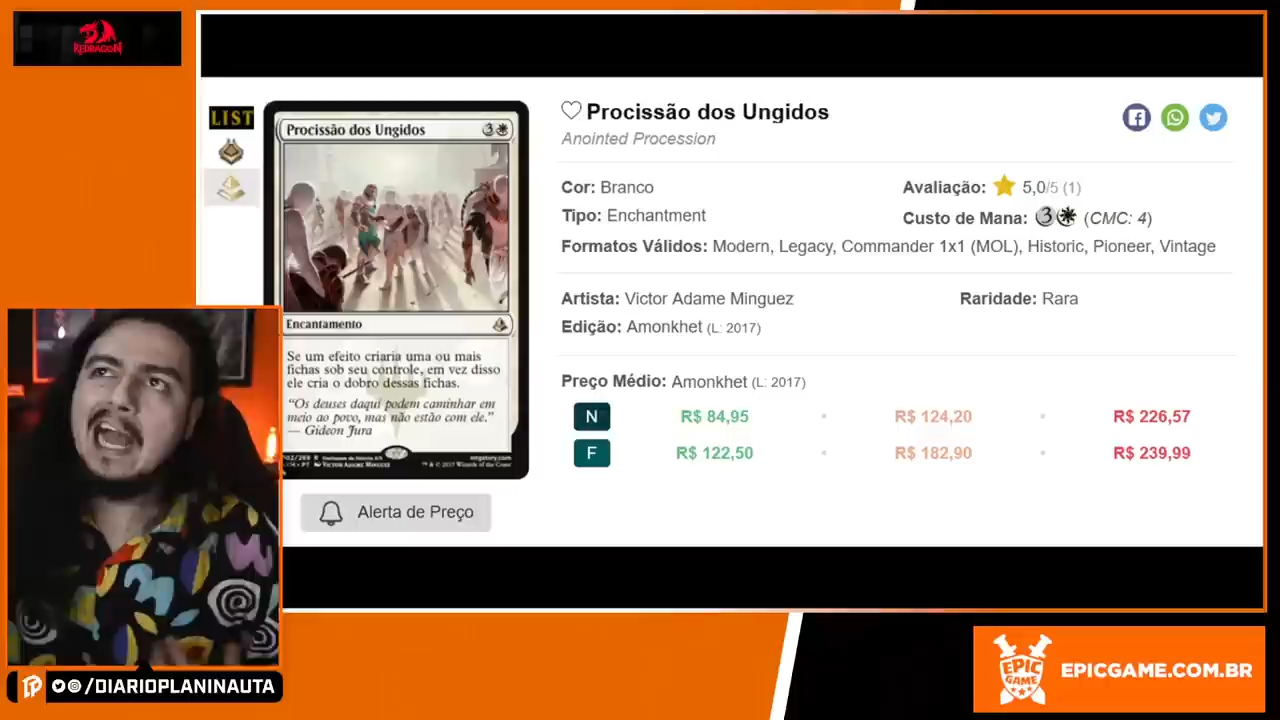 REDRAGON
LIST
Procissão dos Ungidos 3
Encantamento
Se um efeito criaria uma ou mais
fichas sob seu controle, em vez disso
ele cria o dobro dessas fichas.
“Os deuses daqui podem caminhar em
meio ao povo, mas não estão com ele.”
— Gideon Jura
Alerta de Preço
Procissão dos Ungidos
Anointed Procession
Cor: Branco
Avaliação: 5,0/5 (1)
Tipo: Enchantment
Custo de Mana: 3 (CMC: 4)
Formatos Válidos: Modern, Legacy, Commander 1x1 (MOL), Historic, Pioneer, Vintage
Artista: Victor Adame Minguez
Raridade: Rara
Edição: Amonkhet (L: 2017)
Preço Médio: Amonkhet (L: 2017)
N R$ 84,95 R$ 124,20 R$ 226,57
F R$ 122,50 R$ 182,90 R$ 239,99
/DIARIOPLANINAUTA
EPIC
GAME
EPICGAME.COM.BR